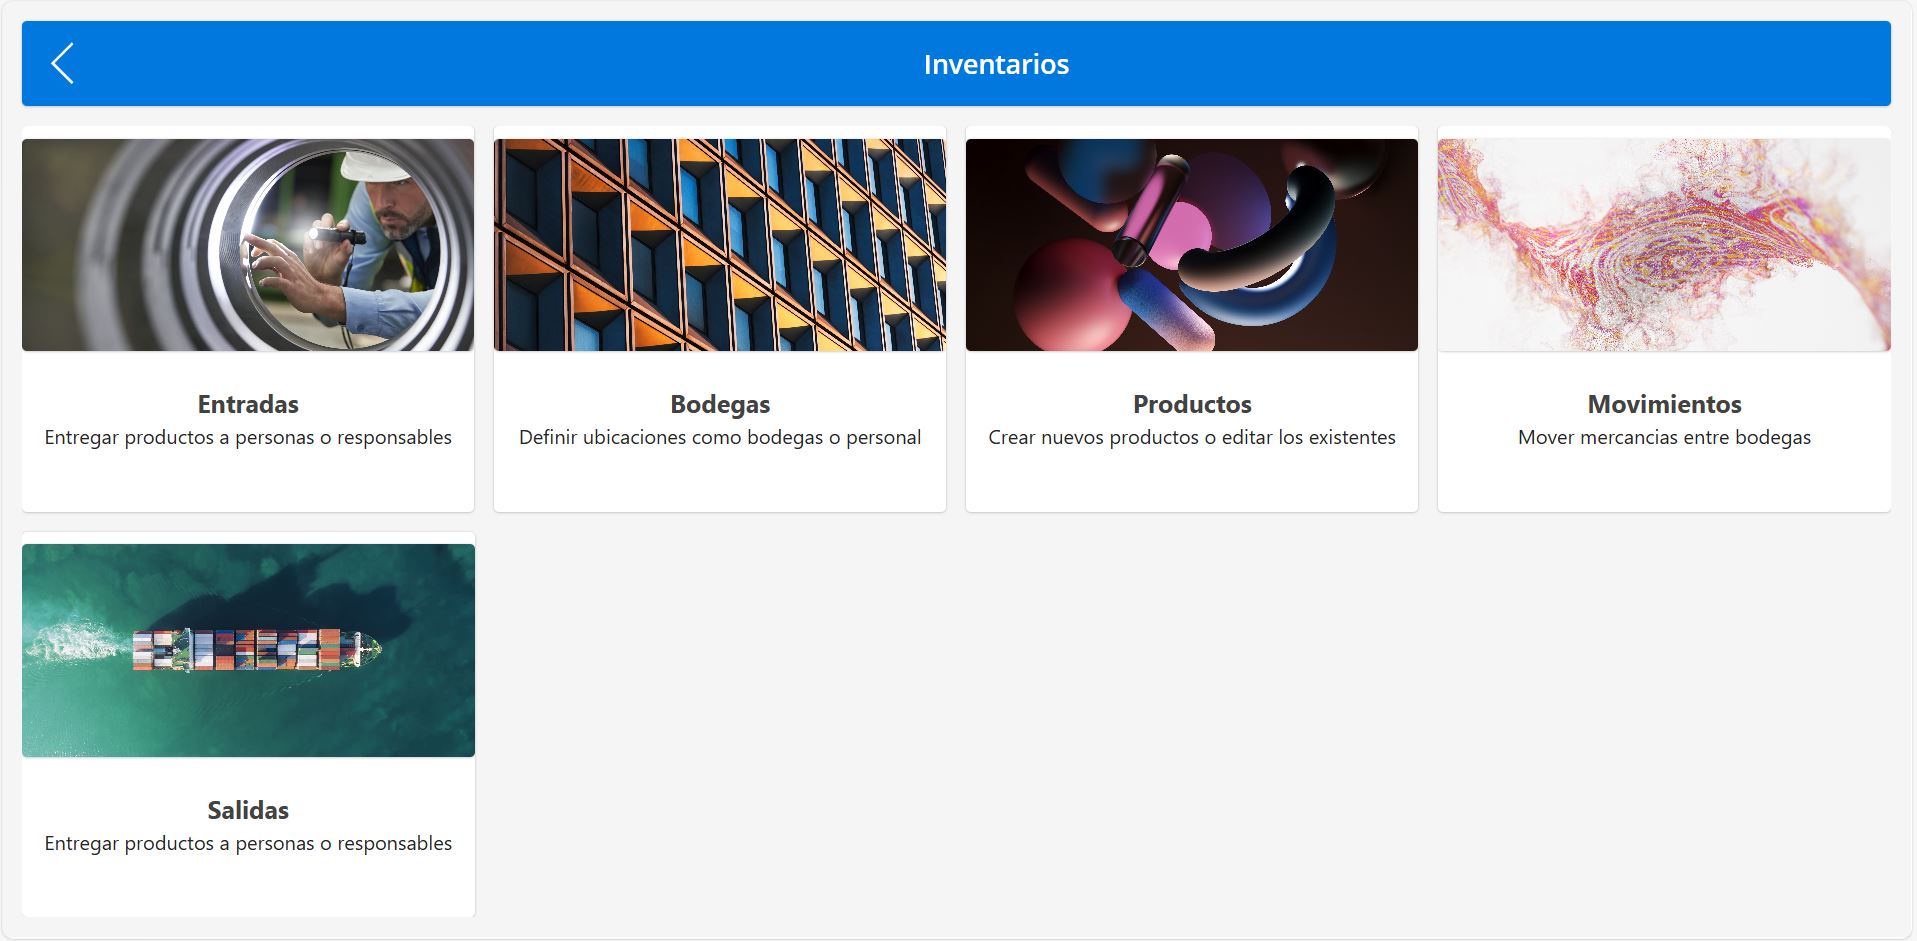 Inventarios
Entradas
Entregar productos a personas o responsables
Bodegas
Definir ubicaciones como bodegas o personal
Productos
Crear nuevos productos o editar los existentes
Movimientos
Mover mercancias entre bodegas
Salidas
Entregar productos a personas o responsables